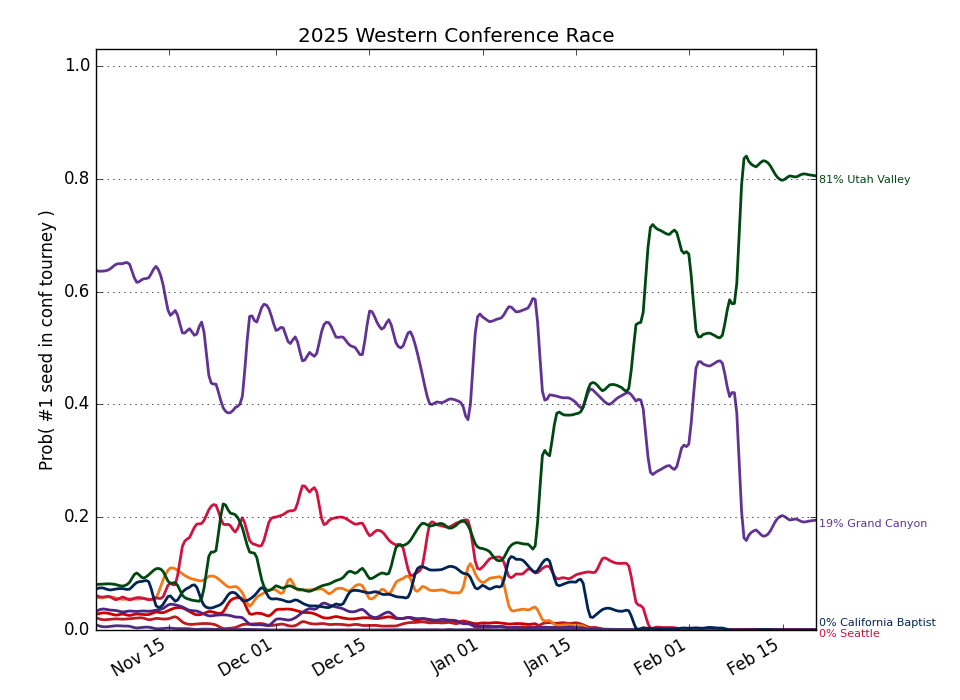 2025 Western Conference Race
Prob( #1 seed in conf tourney )
1.0
0.8
0.6
0.4
0.2
0.0
81% Utah Valley
19% Grand Canyon
0% California Baptist
0% Seattle
Nov 15
Dec 01
Dec 15
Jan 01
Jan 15
Feb 01
Feb 15